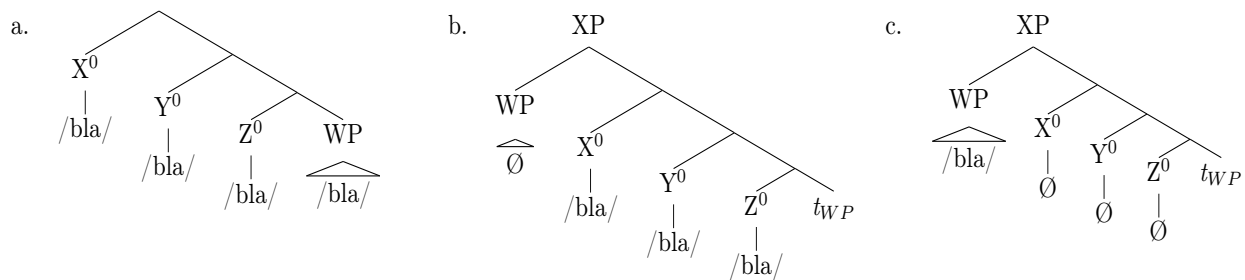 a.
X⁰
/bla/
Y⁰
/bla/
Z⁰
/bla/
WP
/bla/
b.
XP
WP
Ø
X⁰
/bla/
Y⁰
/bla/
Z⁰
/bla/
t_WP
c.
XP
WP
/bla/
X⁰
Ø
Y⁰
Ø
Z⁰
Ø
t_WP